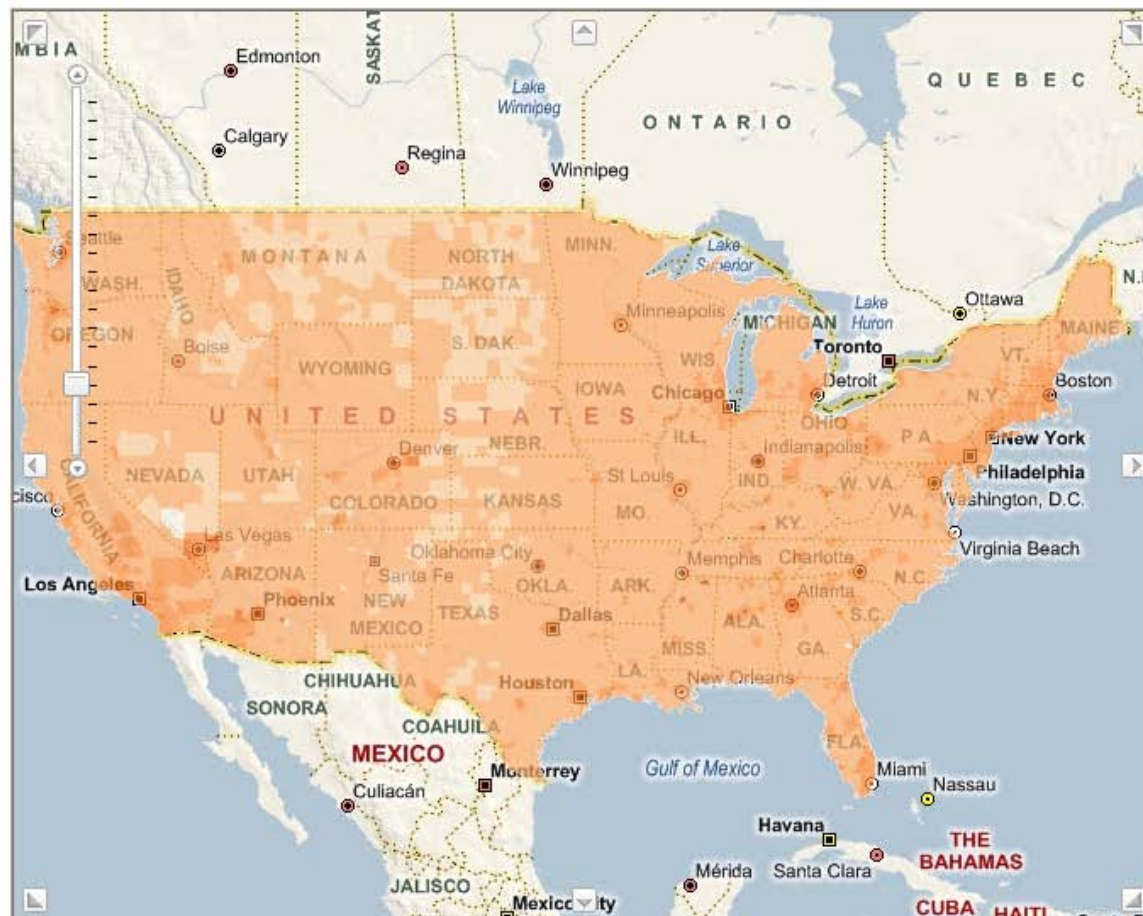 MBIA
SASKAT
Edmonton
Lake
Winnipeg
QUEBEC
ONTARIO
Calgary
Regina
Winnipeg
Seattle
WASH.
IDAHO
MONTANA
NORTH
DAKOTA
MINN.
Lake
Superior
N.
OREGON
Boise
Minneapolis
MICHIGAN
Lake
Huron
Ottawa
MAINE
WYOMING
S. DAK.
WIS.
Toronto
VT.
IOWA
Chicago
Detroit
N.Y.
Boston
UNITED STATES
NEBR.
ILL.
OHIO
Indianapolis
PA
New York
NEVADA
UTAH
Denver
St Louis
IND.
W. VA.
Philadelphia
COLORADO
KANSAS
MO.
VA.
Washington, D.C.
cisco
CALIFORNIA
Las Vegas
KY.
Virginia Beach
Oklahoma City
Memphis
Charlotte
Los Angeles
ARIZONA
Santa Fe
OKLA.
ARK.
N.C.
Phoenix
NEW
MEXICO
TEXAS
Dallas
Atlanta
S.C.
ALA.
MISS.
GA.
CHIHUAHUA
Houston
LA.
New Orleans
SONORA
COAHUILA
FLA.
MEXICO
Monterrey
Gulf of Mexico
Miami
Culiacán
Nassau
Havana
THE
BAHAMAS
Santa Clara
JALISCO
Mérida
Mexico City
CUBA
HAITI